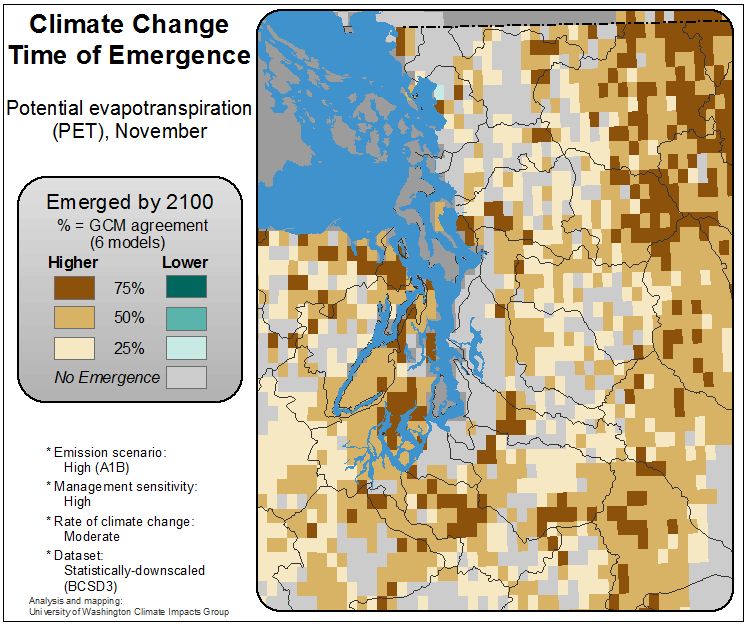 Climate Change
Time of Emergence
Potential evapotranspiration
(PET), November
Emerged by 2100
% = GCM agreement
(6 models)
Higher Lower
75%
50%
25%
No Emergence
* Emission scenario:
High (A1B)
* Management sensitivity:
High
* Rate of climate change:
Moderate
* Dataset:
Statistically-downscaled
(BCSD3)
Analysis and mapping:
University of Washington Climate Impacts Group